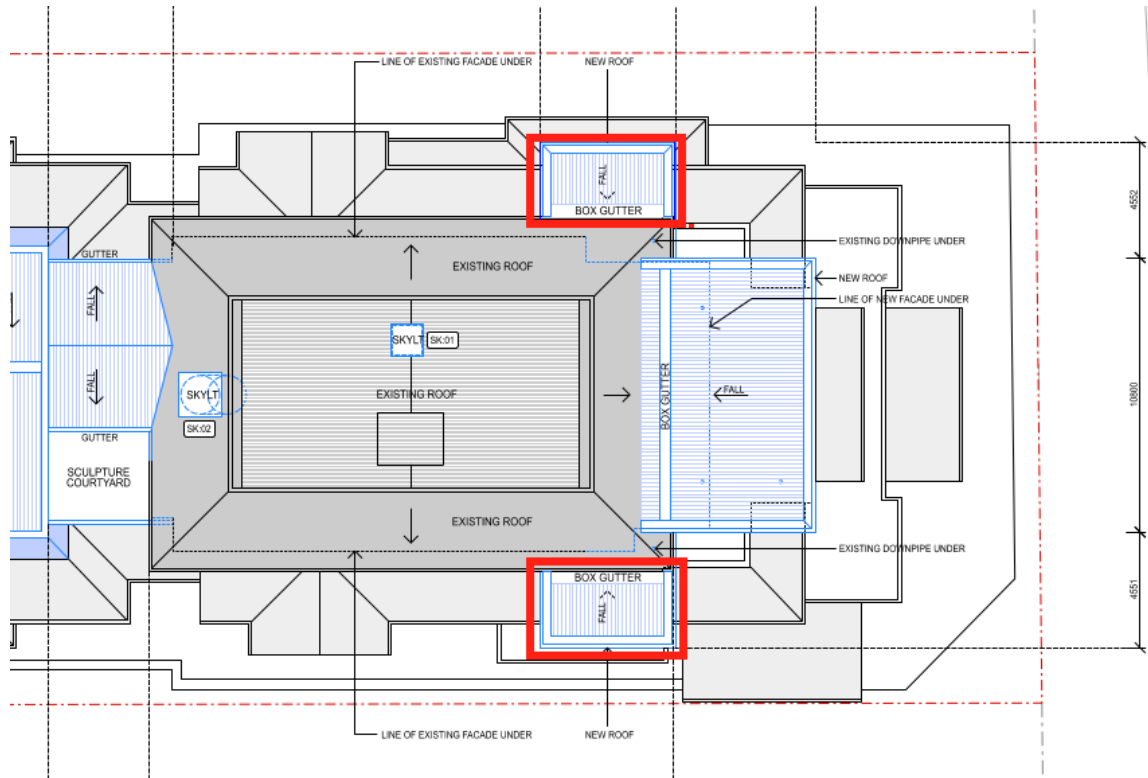 LINE OF EXISTING FACADE UNDER
NEW ROOF
4552
FALL
BOX GUTTER
GUTTER
EXISTING ROOF
EXISTING DOWNPIPE UNDER
NEW ROOF
LINE OF NEW FACADE UNDER
FALL
SKYLT
SK:01
10800
FALL
SKYLT
EXISTING ROOF
BOX GUTTER
FALL
SK:02
GUTTER
SCULPTURE
COURTYARD
EXISTING ROOF
EXISTING DOWNPIPE UNDER
BOX GUTTER
FALL
4551
LINE OF EXISTING FACADE UNDER
NEW ROOF